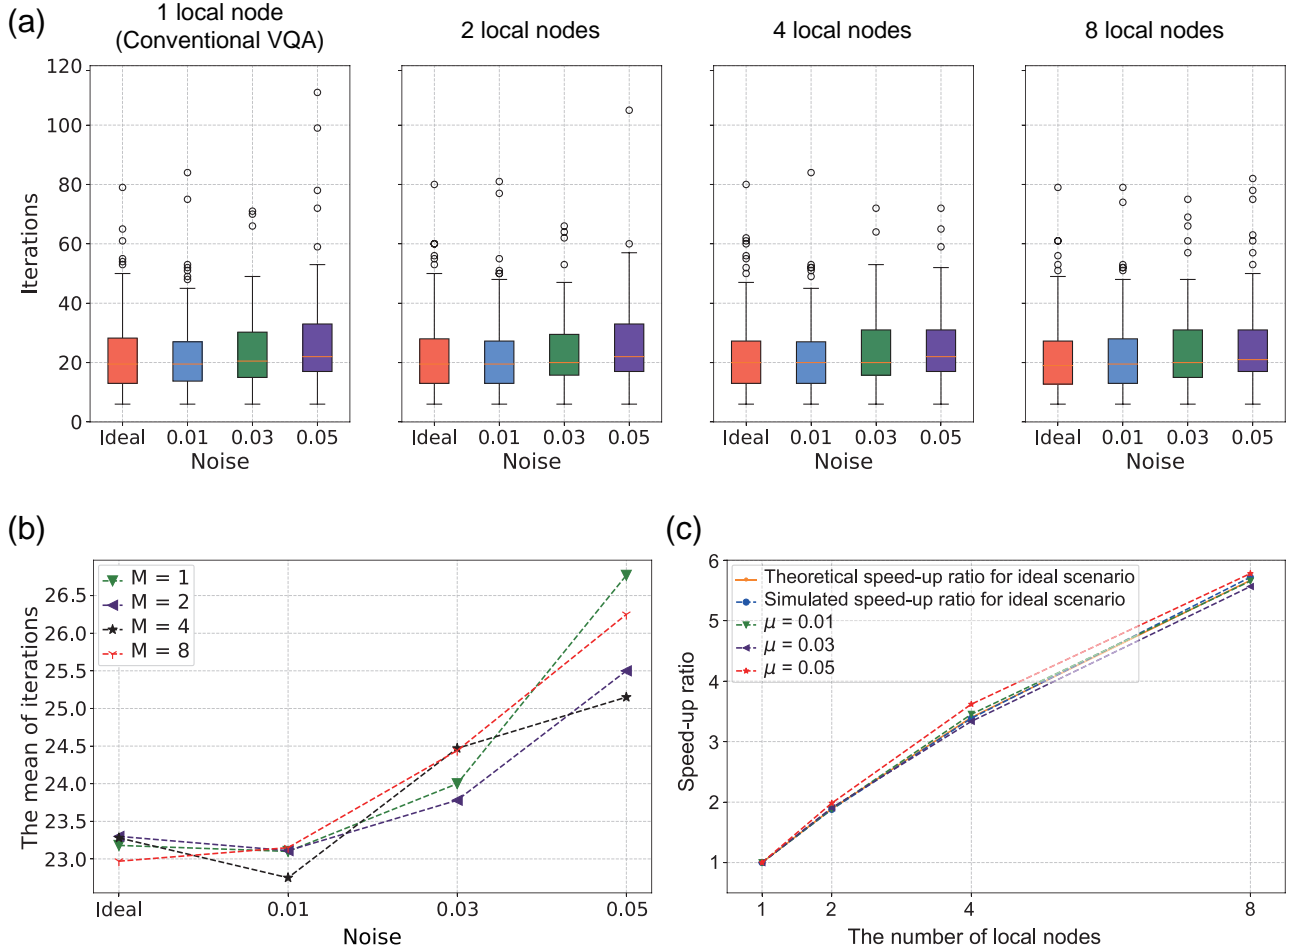 (a)
1 local node
(Conventional VQA)
2 local nodes
4 local nodes
8 local nodes
120
100
80
60
40
20
0
Iterations
Ideal 0.01 0.03 0.05
Noise
Ideal 0.01 0.03 0.05
Noise
Ideal 0.01 0.03 0.05
Noise
Ideal 0.01 0.03 0.05
Noise
(b)
M = 1
M = 2
M = 4
M = 8
26.5
26.0
25.5
25.0
24.5
24.0
23.5
23.0
The mean of iterations
Ideal 0.01 0.03 0.05
Noise
(c)
Theoretical speed-up ratio for ideal scenario
Simulated speed-up ratio for ideal scenario
μ = 0.01
μ = 0.03
μ = 0.05
6
5
4
3
2
1
Speed-up ratio
1 2 4 8
The number of local nodes